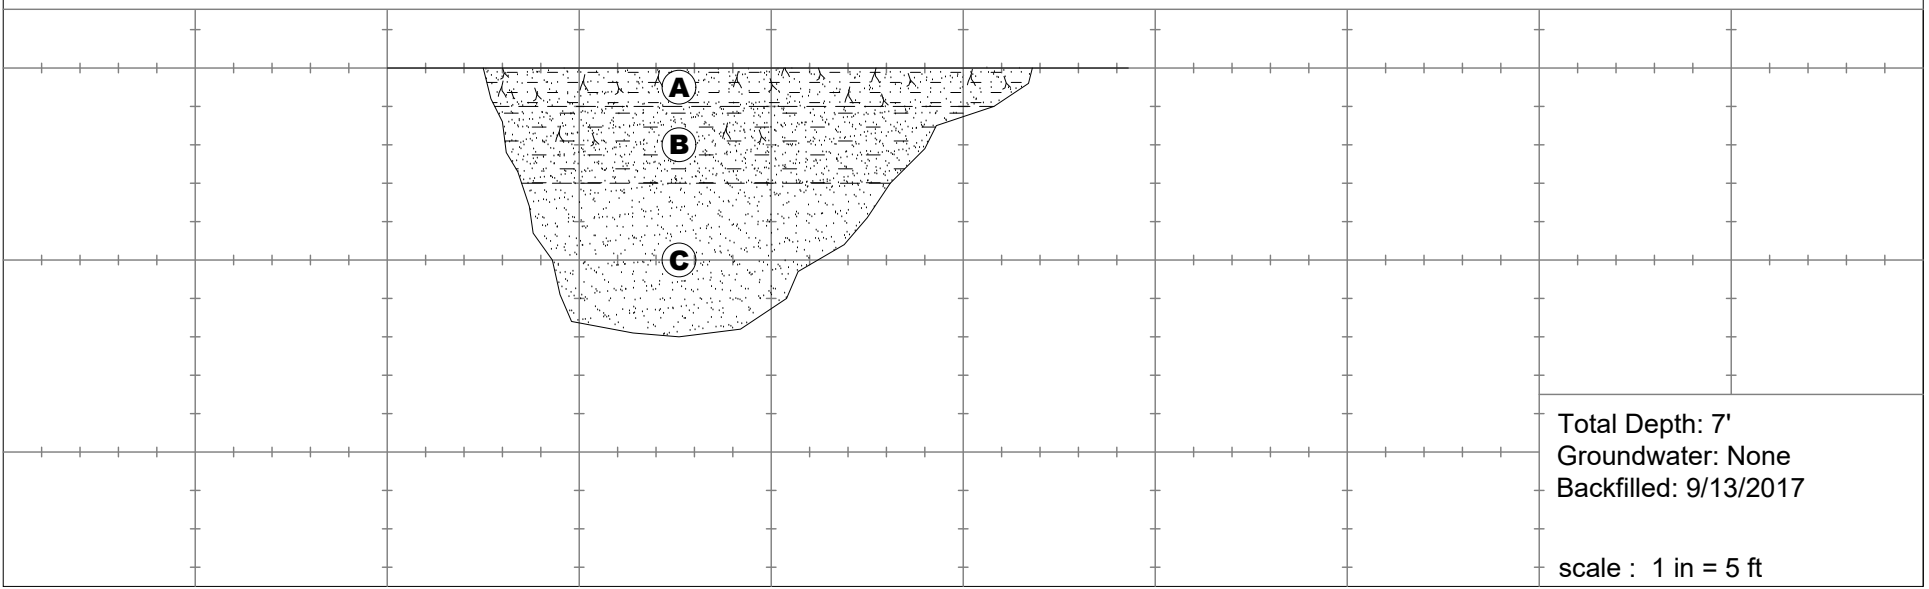 A
B
C
Total Depth: 7'
Groundwater: None
Backfilled: 9/13/2017
scale : 1 in = 5 ft